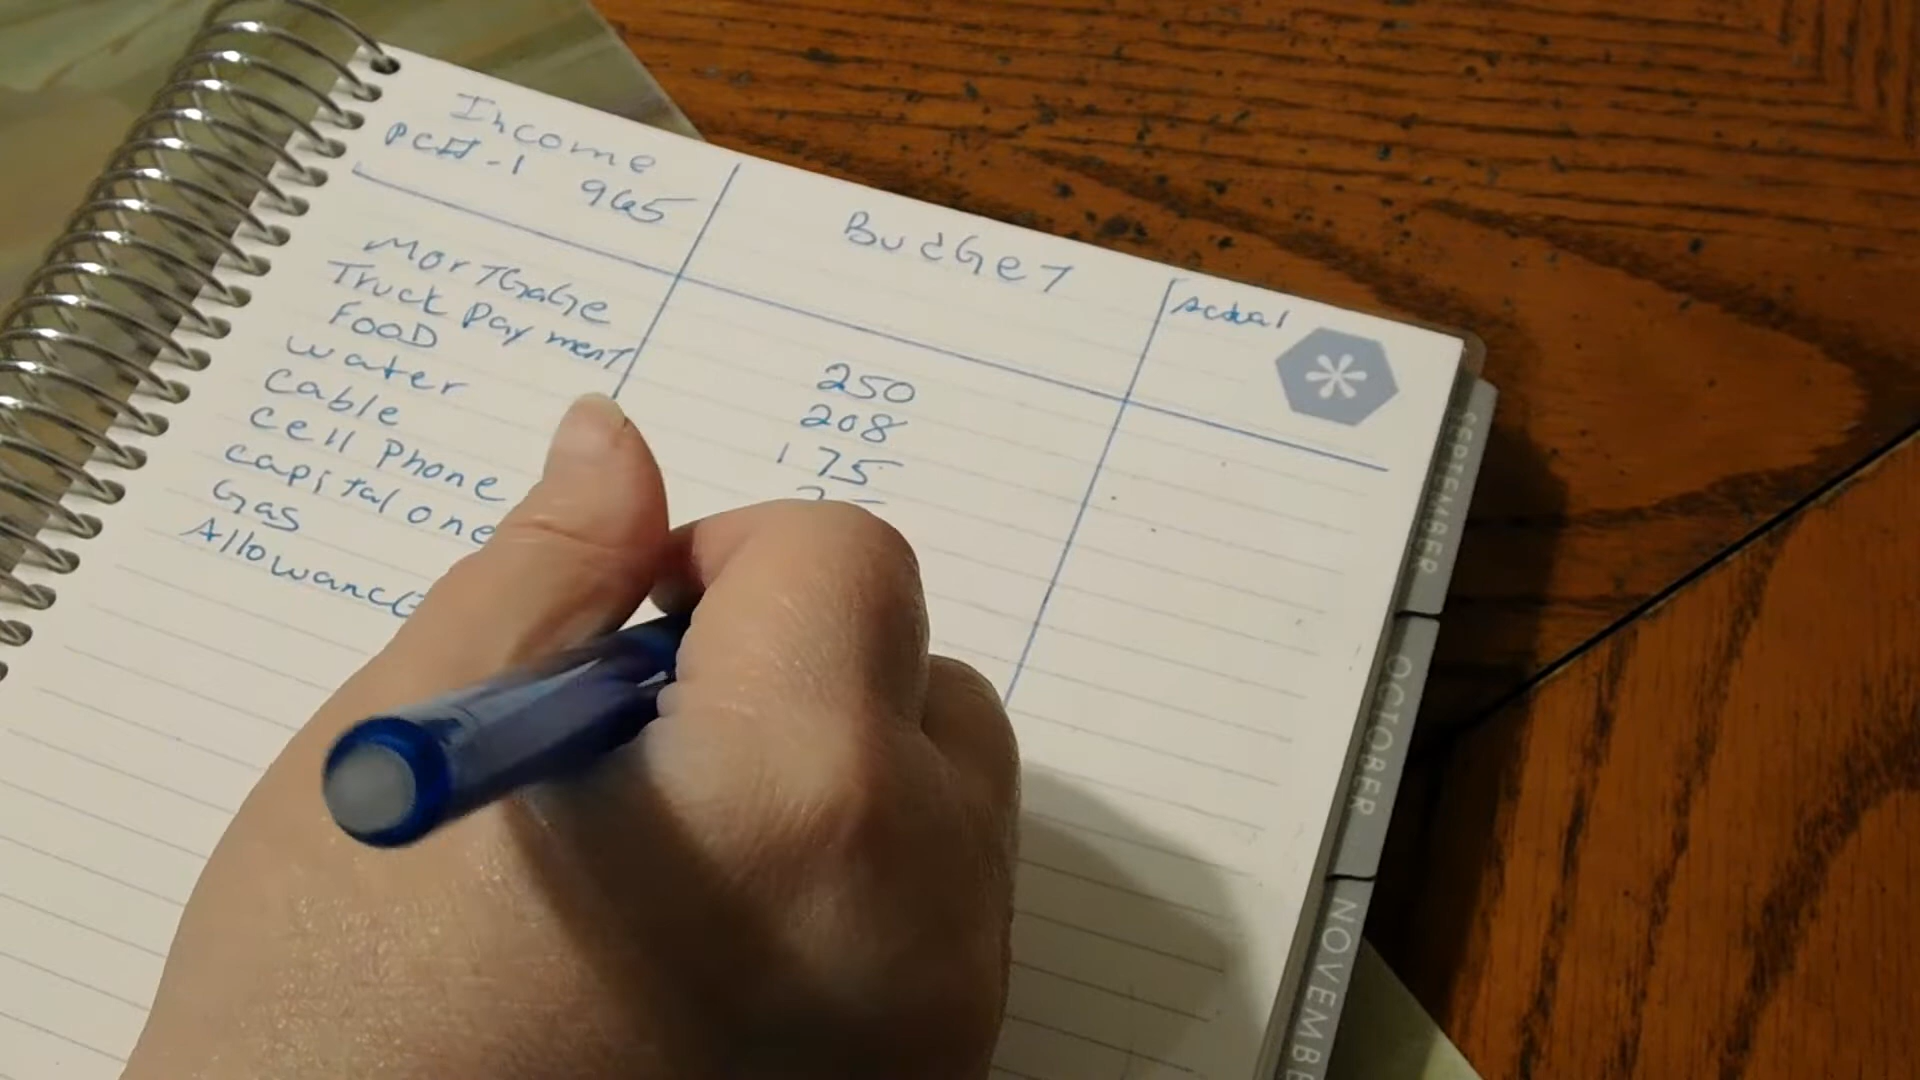 Income
PCH-1 965
Budget
Actual
Mortgage
Truck Payment
Food
Water
Cable
Cell Phone
Capital one
Gas
Allowance
250
208
175
SEPTEMBER
OCTOBER
NOVEMBE